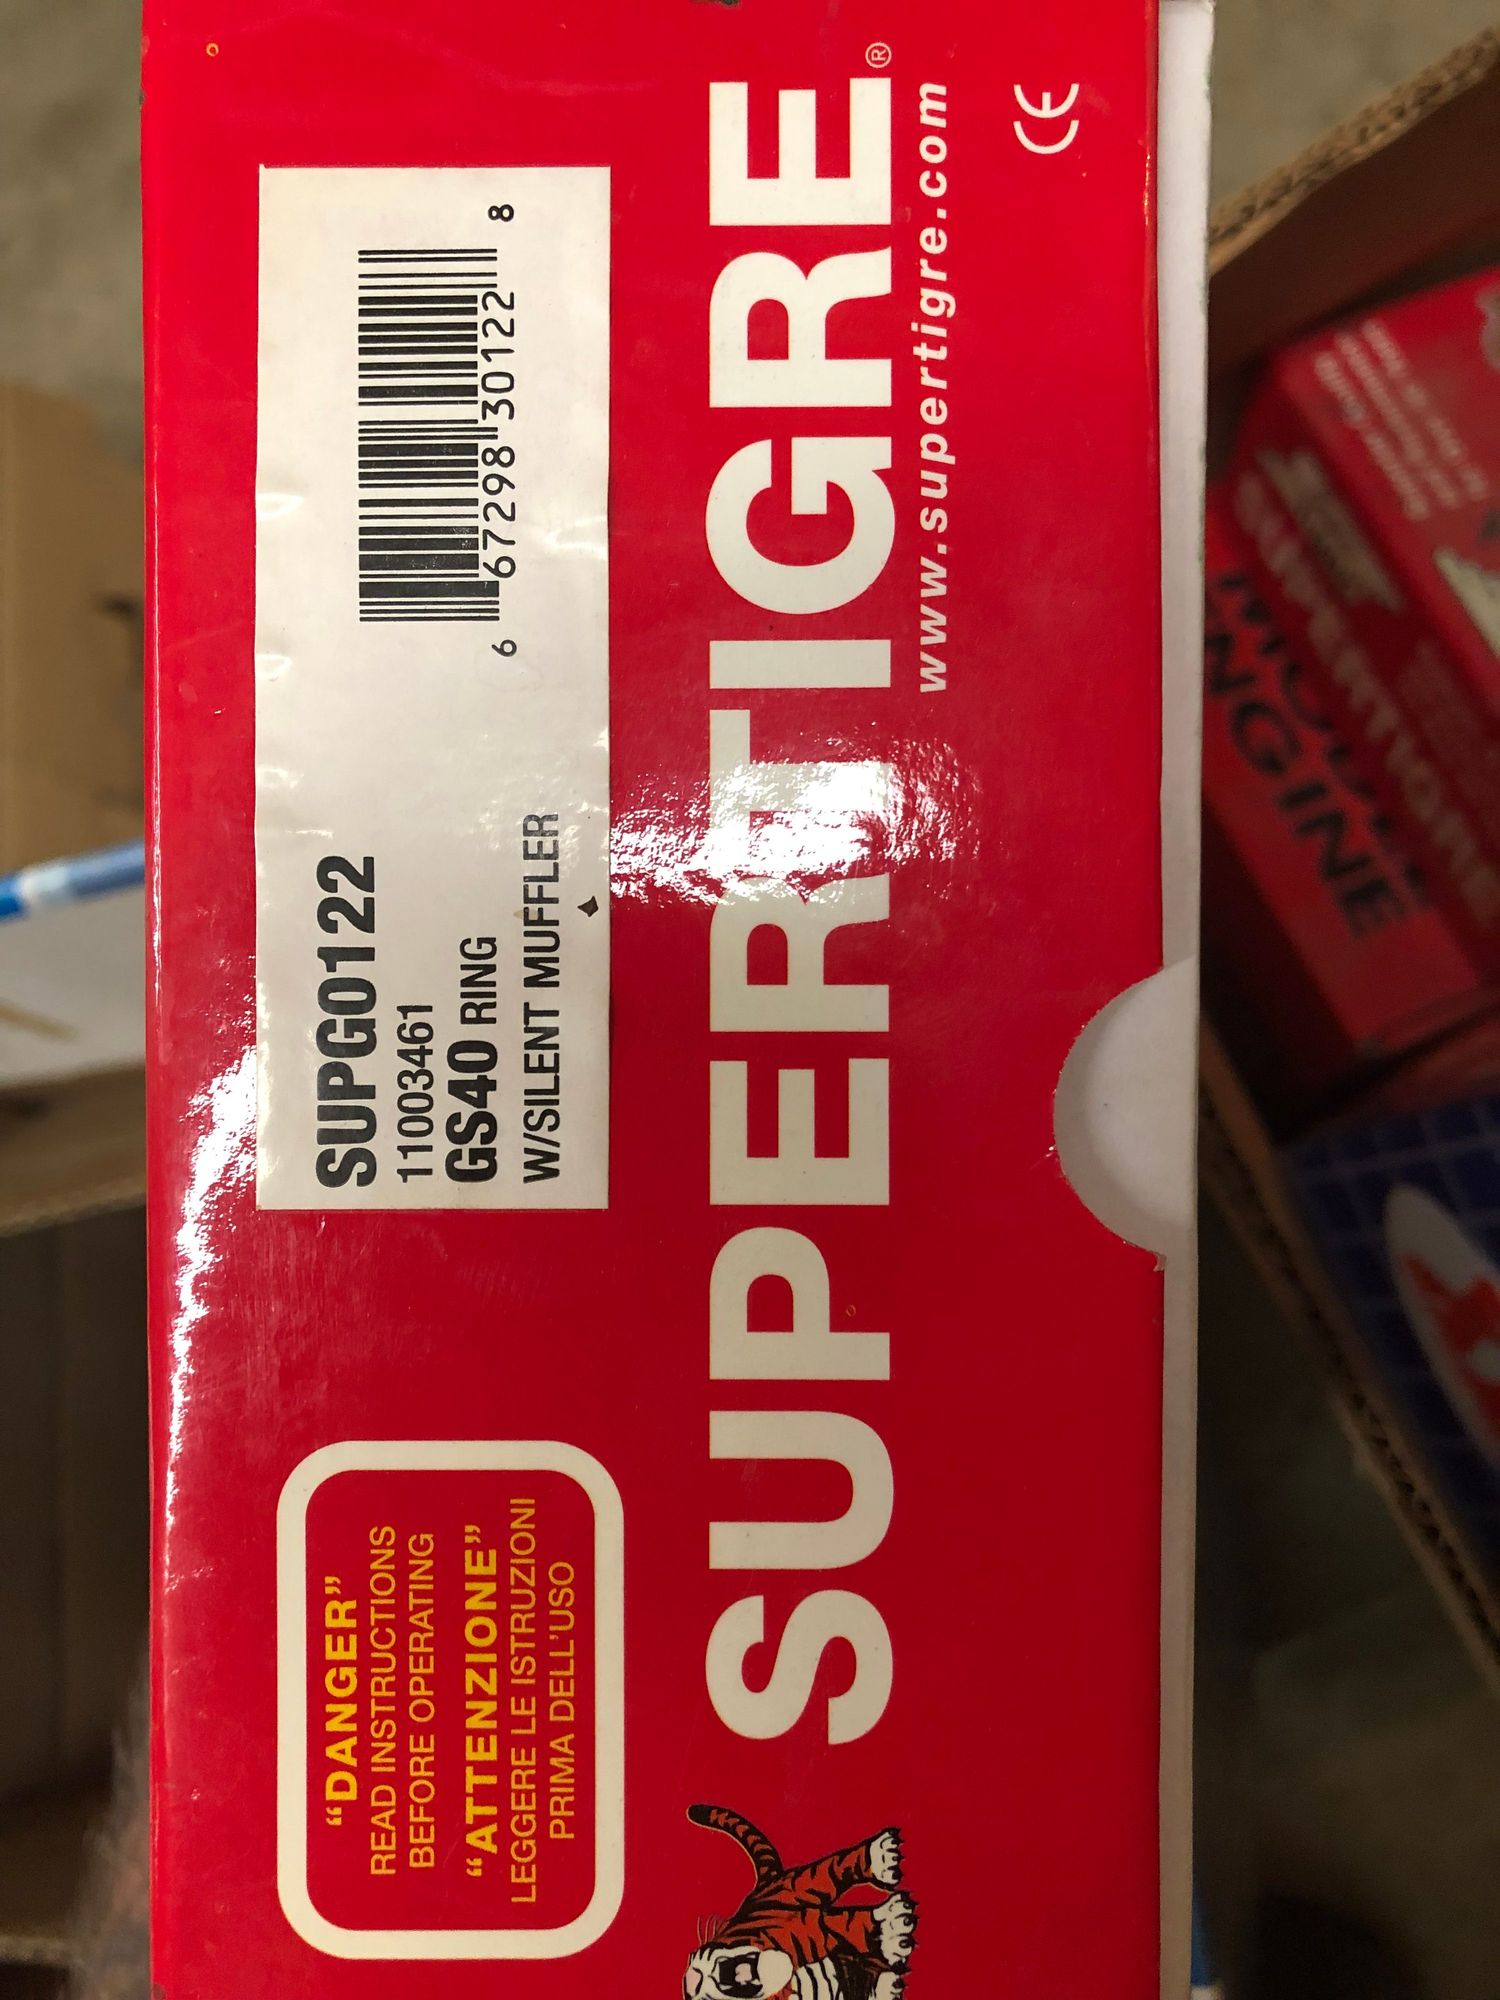 "DANGER"
READ INSTRUCTIONS
BEFORE OPERATING
"ATTENZIONE"
LEGGERE LE ISTRUZIONI
PRIMA DELL'USO
SUPG0122
11003461
GS40 RING
W/SILENT MUFFLER
6 67298 30122 8
SUPERTIGRE®
www.supertigre.com
CE
ENGINE